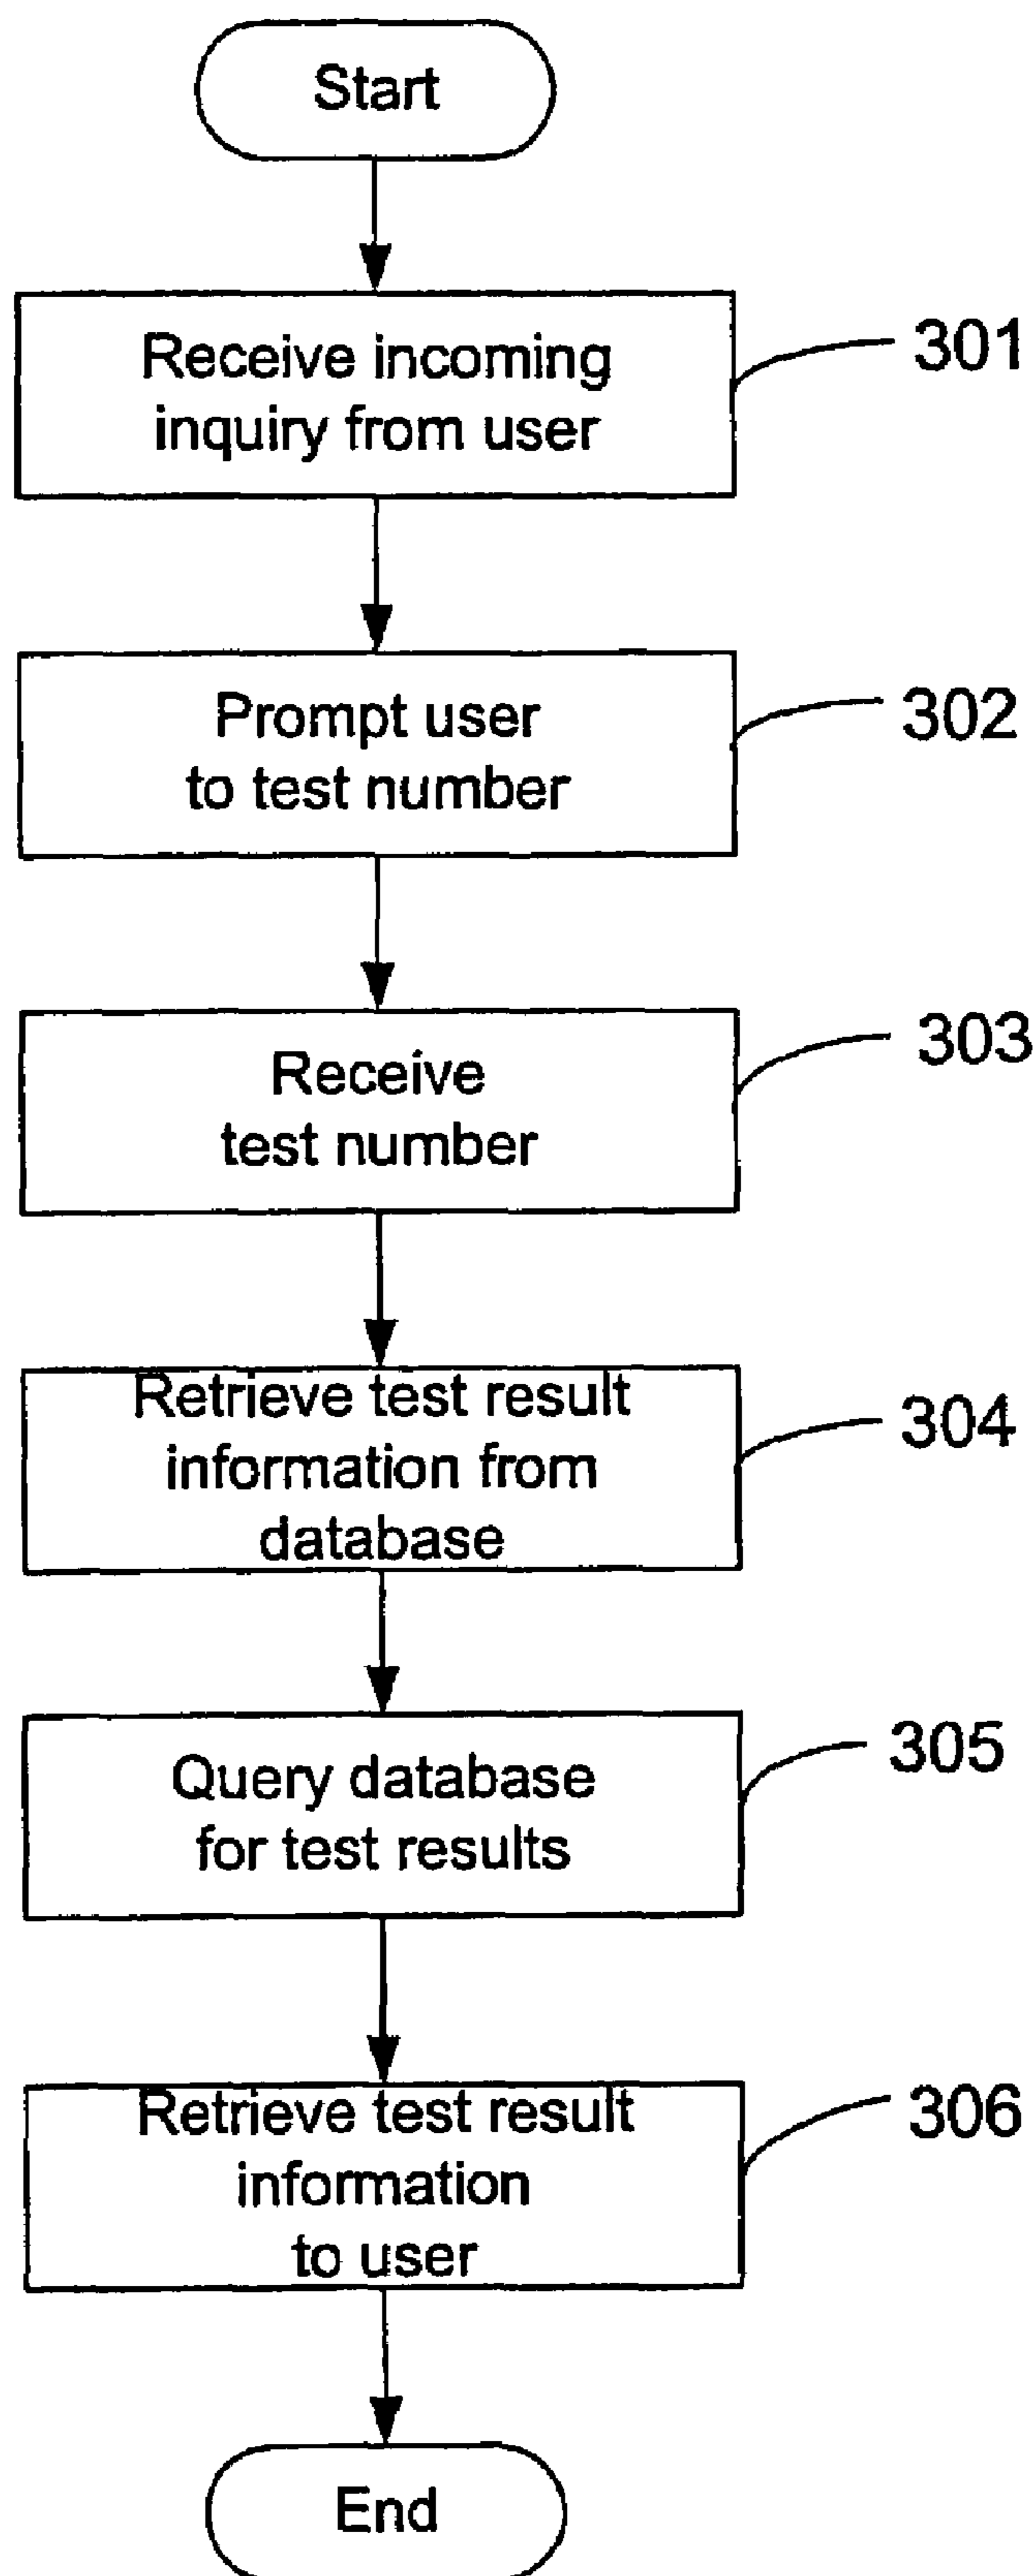 Start
Receive incoming
inquiry from user
301
Prompt user
to test number
302
Receive
test number
303
Retrieve test result
information from
database
304
Query database
for test results
305
Retrieve test result
information
to user
306
End